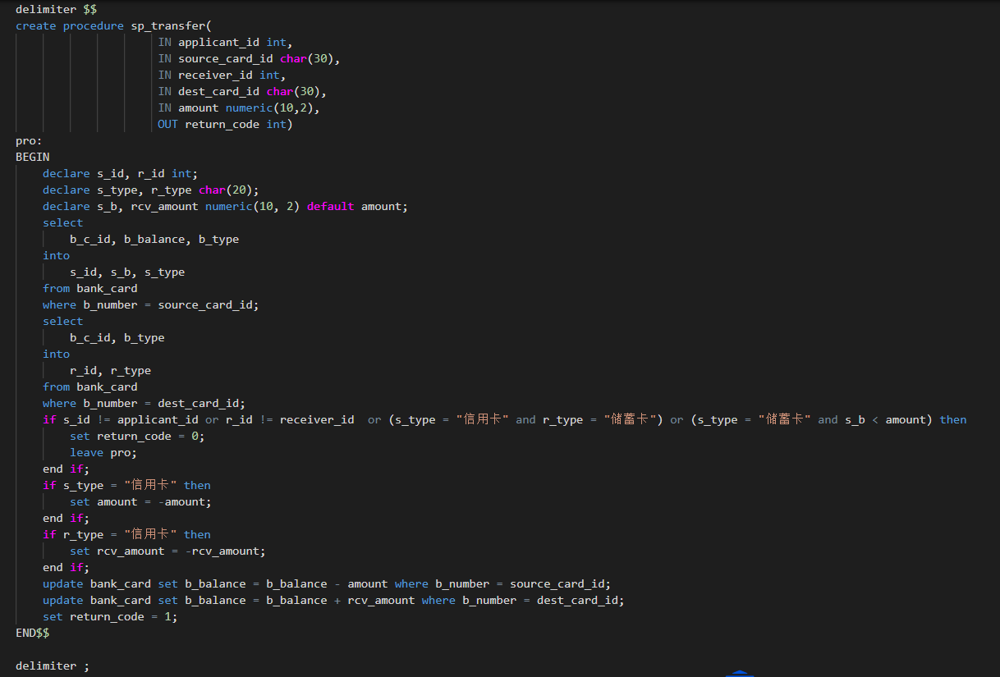 delimiter $$
create procedure sp_transfer(
IN applicant_id int,
IN source_card_id char(30),
IN receiver_id int,
IN dest_card_id char(30),
IN amount numeric(10,2),
OUT return_code int)
pro:
BEGIN
declare s_id, r_id int;
declare s_type, r_type char(20);
declare s_b, rcv_amount numeric(10, 2) default amount;
select
b_c_id, b_balance, b_type
into
s_id, s_b, s_type
from bank_card
where b_number = source_card_id;
select
b_c_id, b_type
into
r_id, r_type
from bank_card
where b_number = dest_card_id;
if s_id != applicant_id or r_id != receiver_id  or (s_type = "信用卡" and r_type = "储蓄卡") or (s_type = "储蓄卡" and s_b < amount) then
set return_code = 0;
leave pro;
end if;
if s_type = "信用卡" then
set amount = -amount;
end if;
if r_type = "信用卡" then
set rcv_amount = -rcv_amount;
end if;
update bank_card set b_balance = b_balance - amount where b_number = source_card_id;
update bank_card set b_balance = b_balance + rcv_amount where b_number = dest_card_id;
set return_code = 1;
END$$
delimiter ;